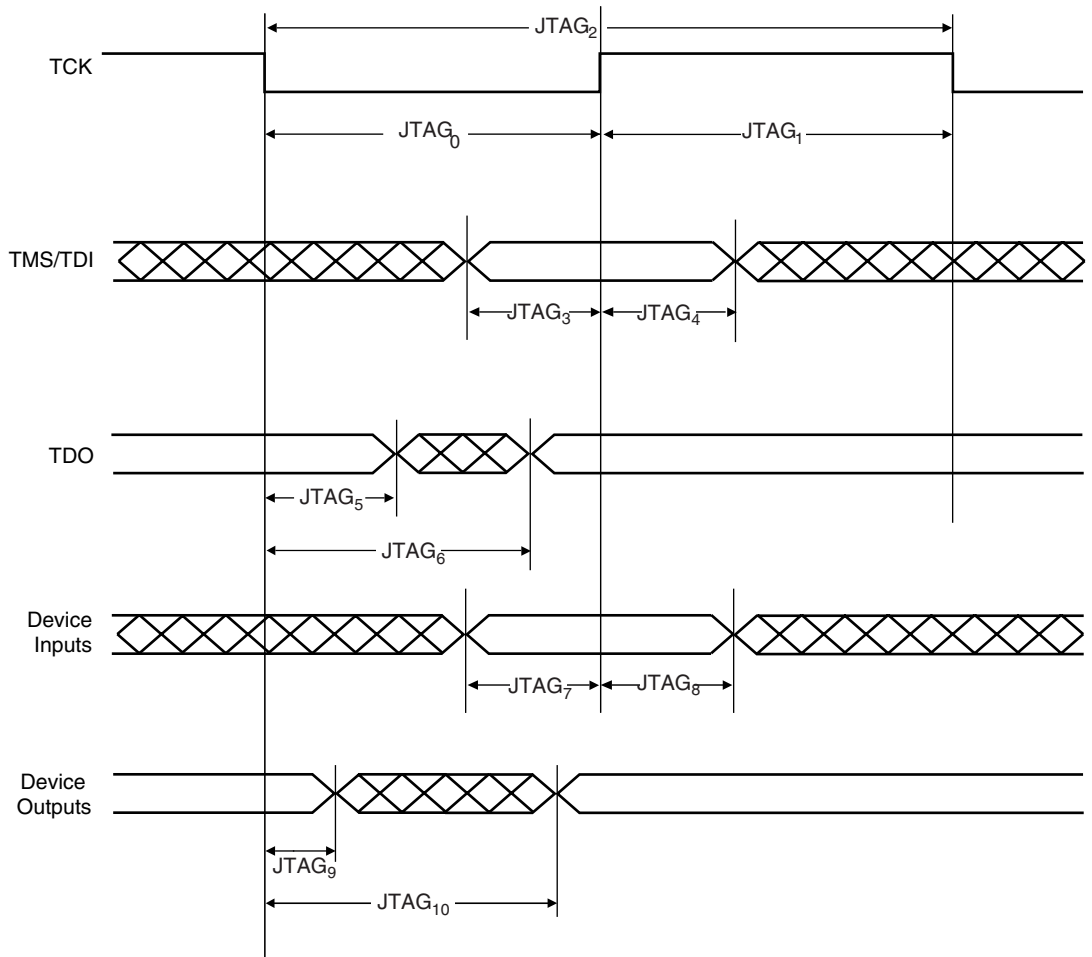 JTAG₂
TCK
JTAG₀
JTAG₁
TMS/TDI
JTAG₃
JTAG₄
TDO
JTAG₅
JTAG₆
Device
Inputs
JTAG₇
JTAG₈
Device
Outputs
JTAG₉
JTAG₁₀